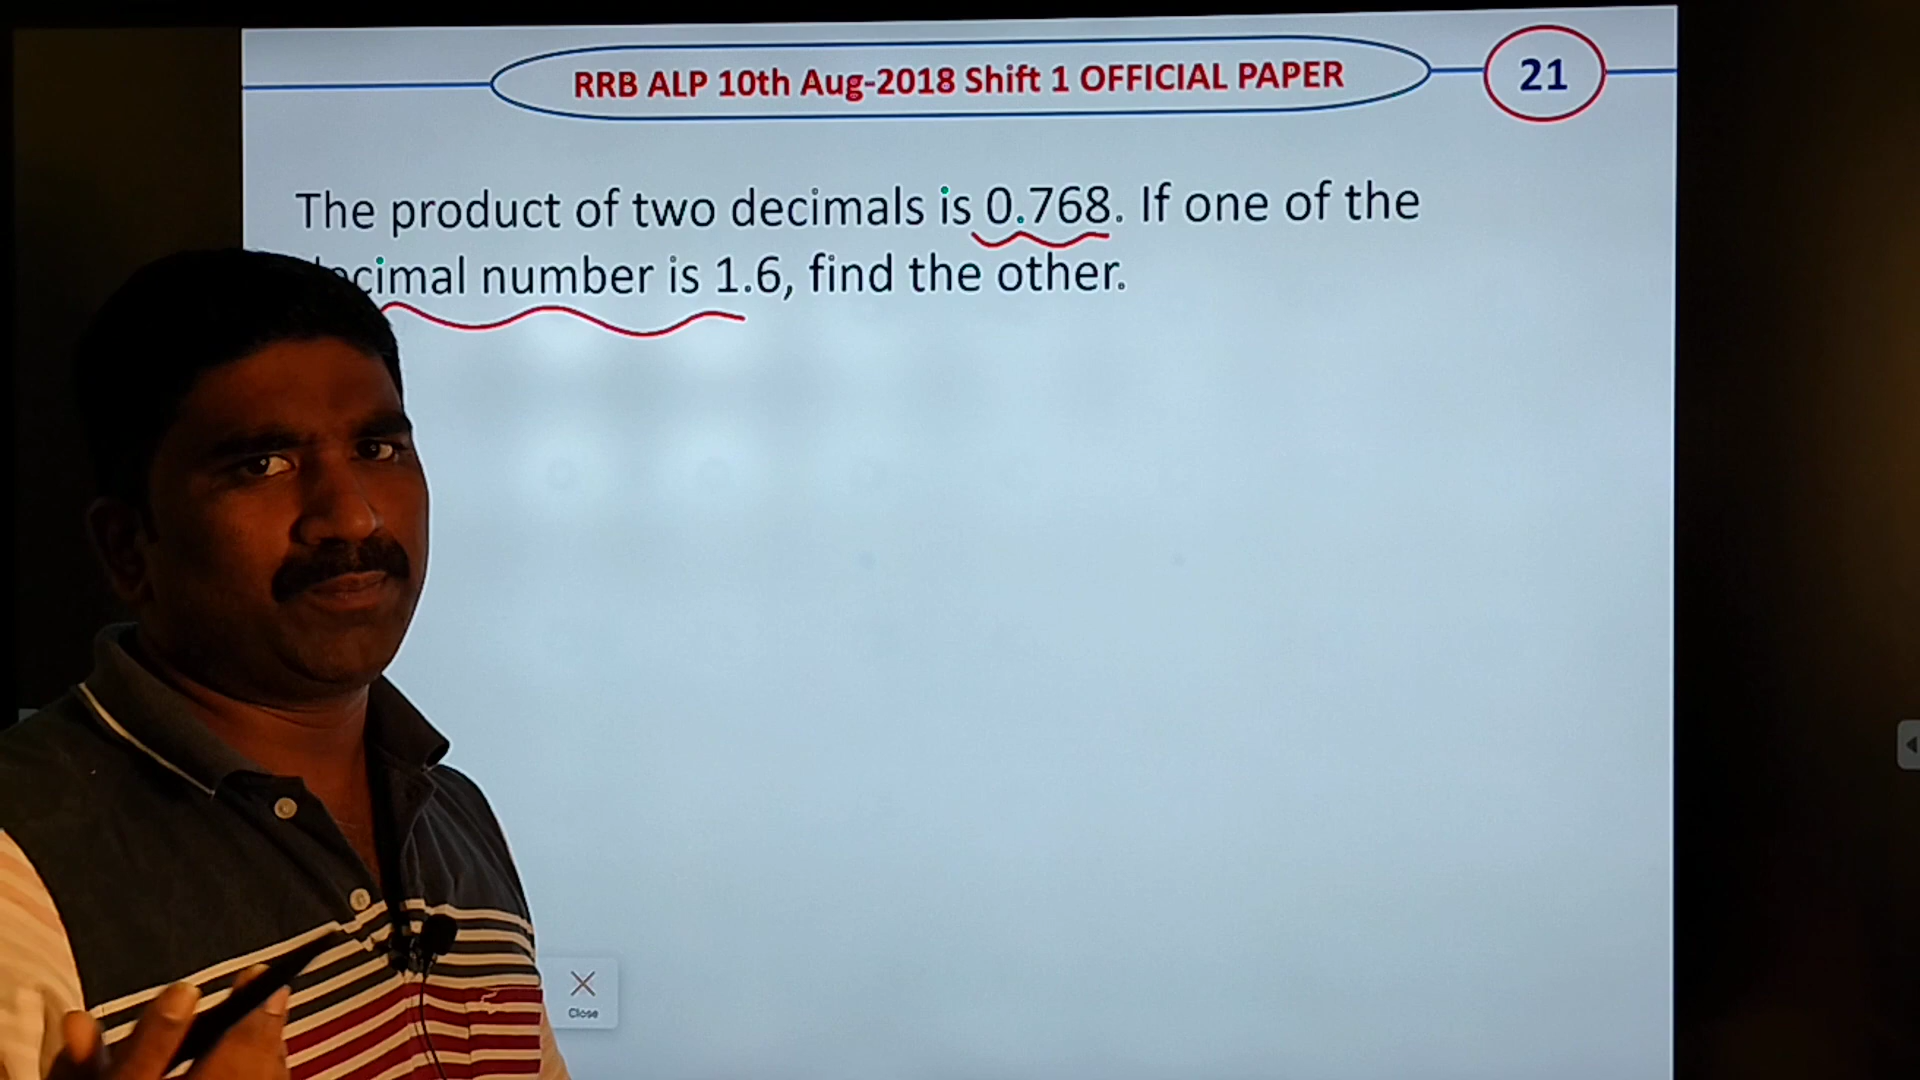 RRB ALP 10th Aug-2018 Shift 1 OFFICIAL PAPER 21
The product of two decimals is 0.768. If one of the
decimal number is 1.6, find the other.
Close